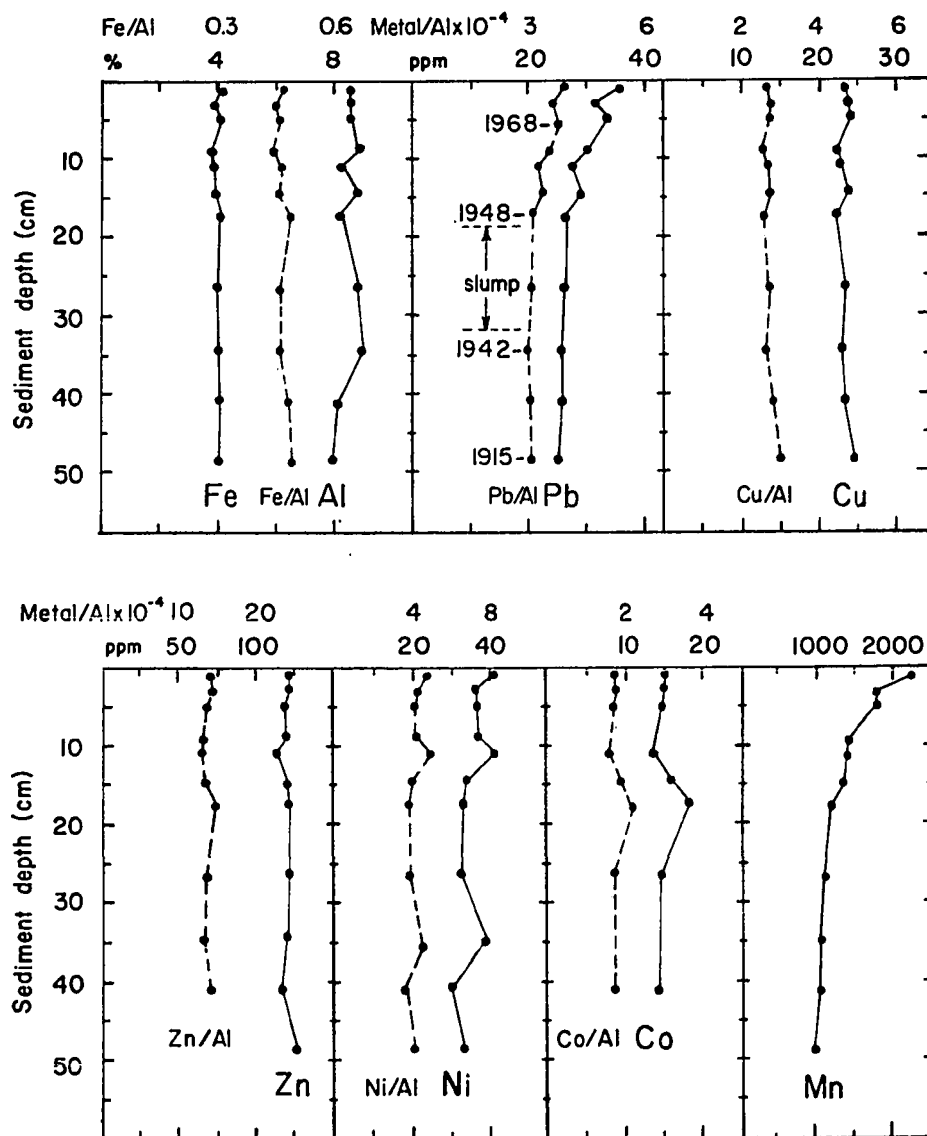 Fe/Al 0.3 0.6 Metal/Al×10⁻⁴ 3 6 2 4 6
% 4 8 ppm 20 40 10 20 30
1968
10
1948
20
slump
30
1942
40
1915
50
Sediment depth (cm)
Fe Fe/Al Al Pb/Al Pb Cu/Al Cu
Metal/Al×10⁻⁴ 10 20 4 8 2 4
ppm 50 100 20 40 10 20 1000 2000
10
20
30
40
50
Sediment depth (cm)
Zn/Al Zn Ni/Al Ni Co/Al Co Mn